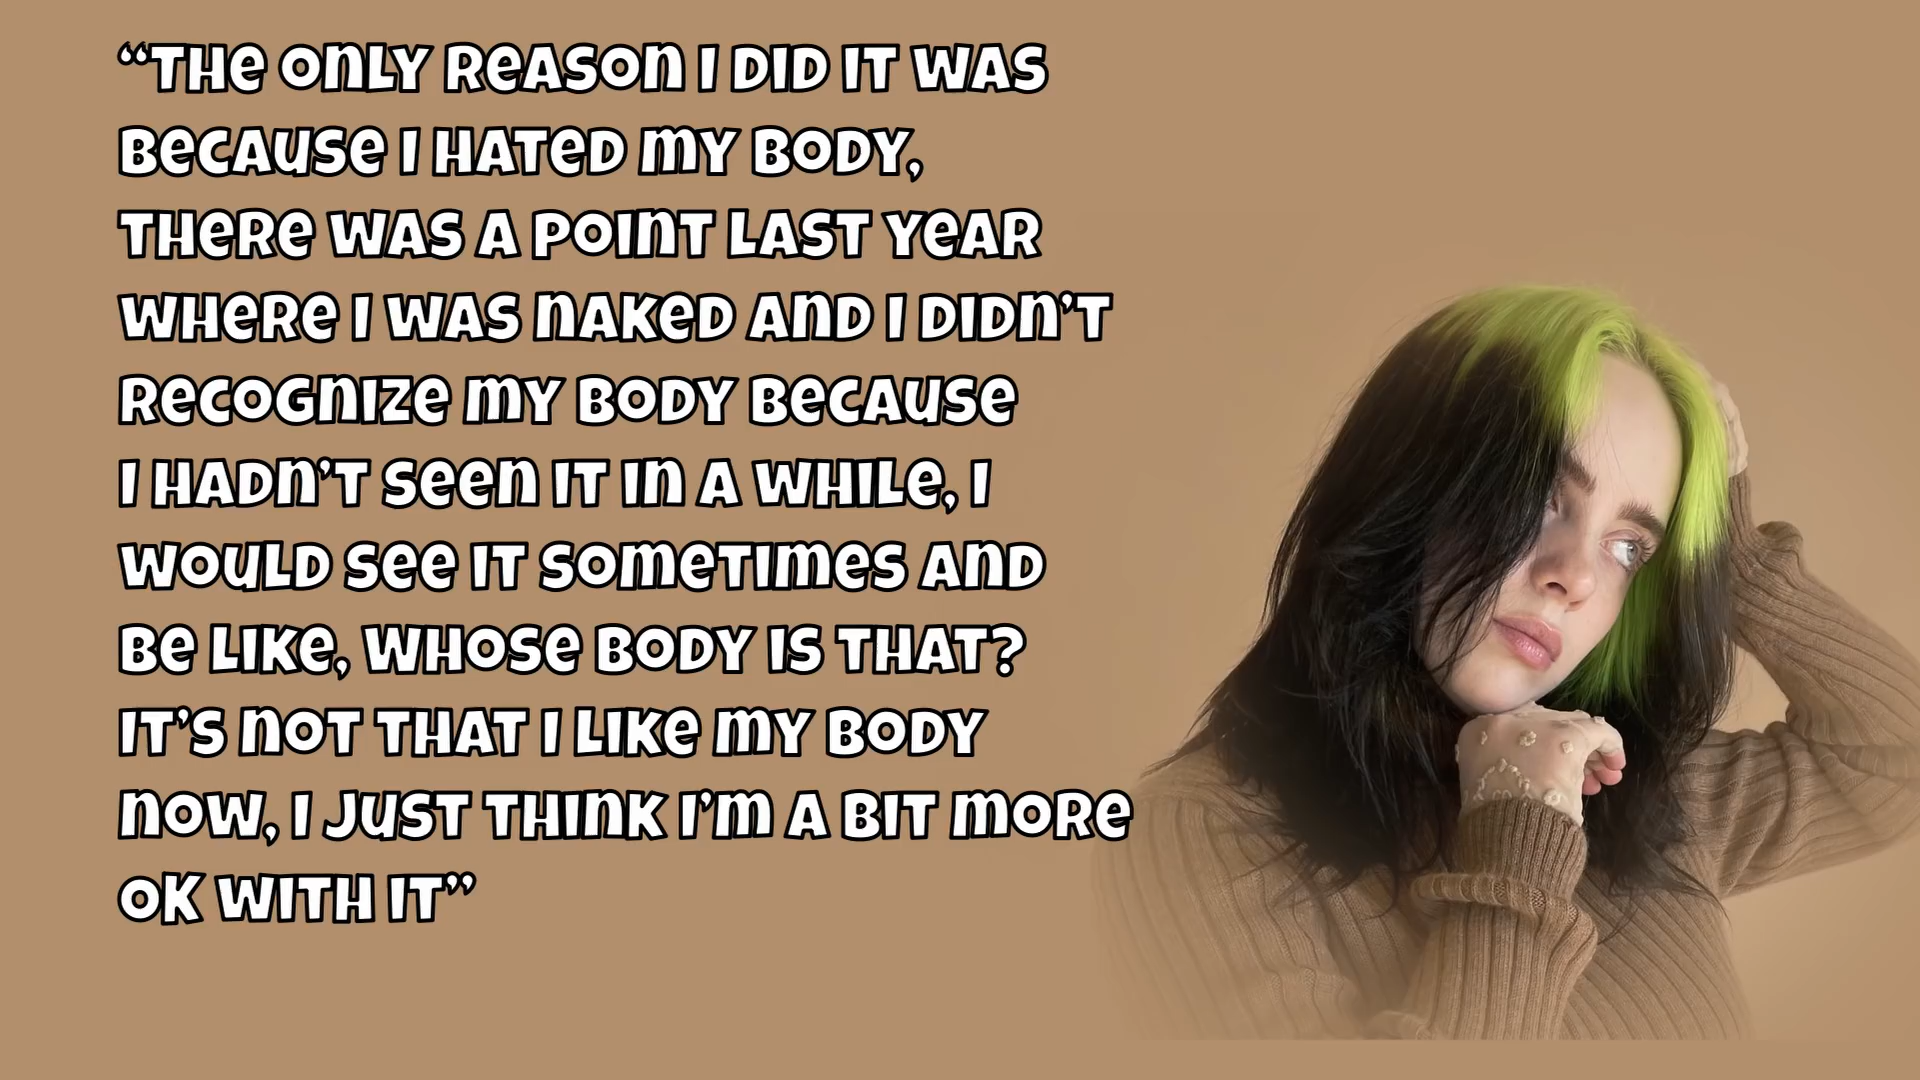 “THE ONLY REASON I DID IT WAS
BECAUSE I HATED MY BODY,
THERE WAS A POINT LAST YEAR
WHERE I WAS NAKED AND I DIDN’T
RECOGNIZE MY BODY BECAUSE
I HADN’T SEEN IT IN A WHILE, I
WOULD SEE IT SOMETIMES AND
BE LIKE, WHOSE BODY IS THAT?
IT’S NOT THAT I LIKE MY BODY
NOW, I JUST THINK I’M A BIT MORE
OK WITH IT”